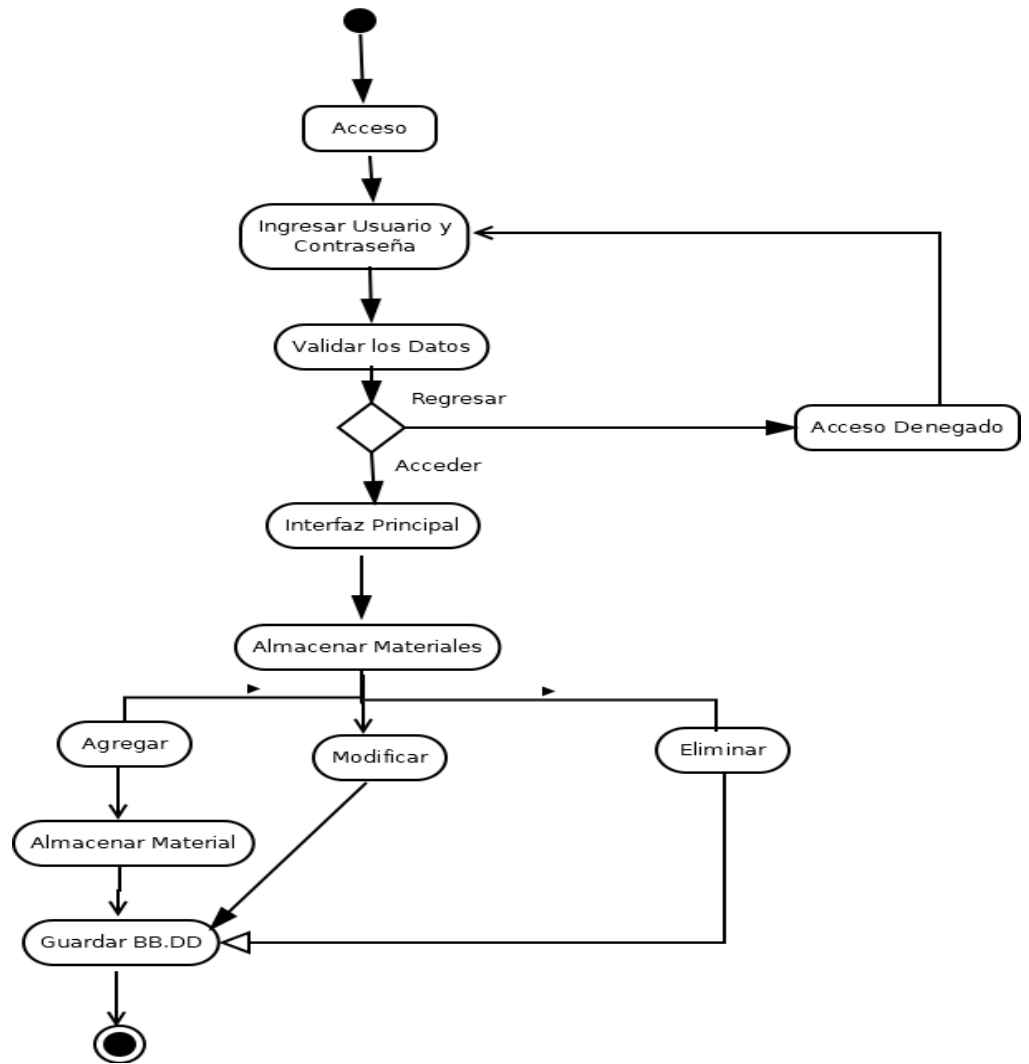 Acceso
Ingresar Usuario y
Contraseña
Validar los Datos
Regresar
Acceso Denegado
Acceder
Interfaz Principal
Almacenar Materiales
Agregar
Modificar
Eliminar
Almacenar Material
Guardar BB.DD